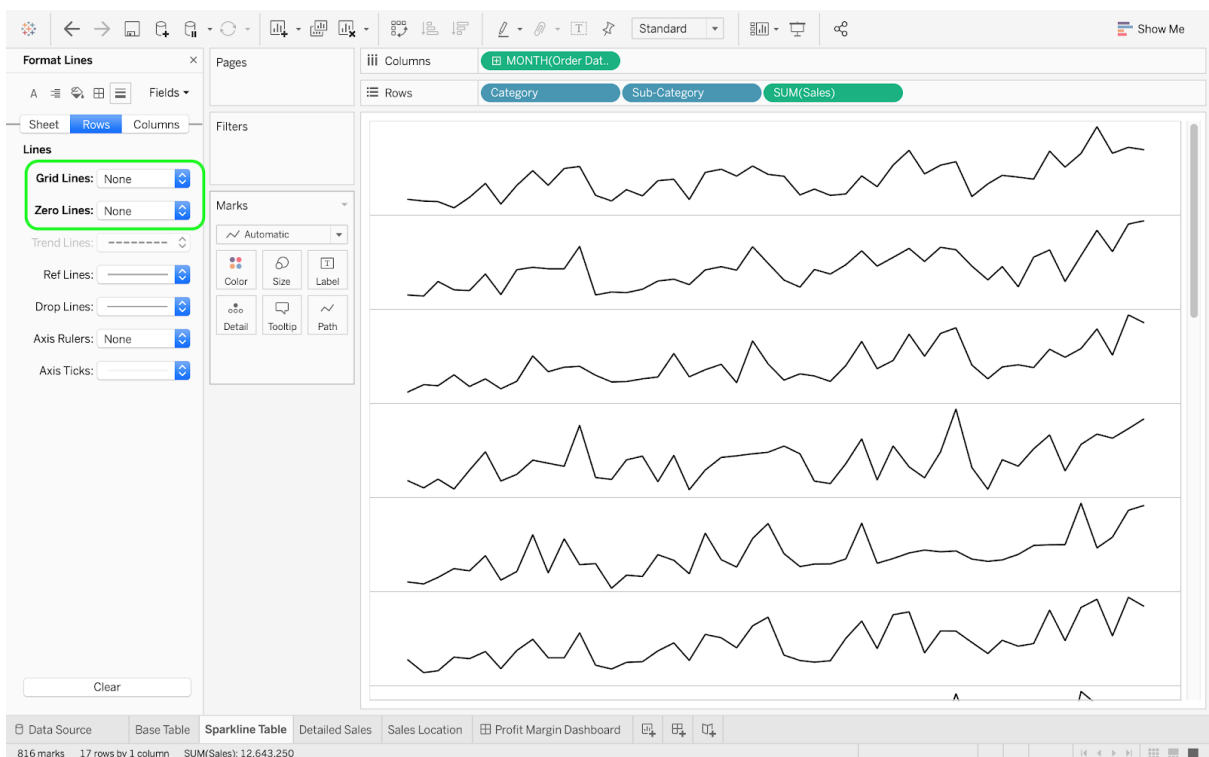 Standard
Show Me
Format Lines
Fields
Sheet Rows Columns
Lines
Grid Lines: None
Zero Lines: None
Trend Lines:
Ref Lines:
Drop Lines:
Axis Rulers: None
Axis Ticks:
Clear
Pages
Filters
Marks
Automatic
Color Size Label
Detail Tooltip Path
Columns MONTH(Order Dat..
Rows Category Sub-Category SUM(Sales)
Data Source Base Table Sparkline Table Detailed Sales Sales Location Profit Margin Dashboard
816 marks 17 rows by 1 column SUM(Sales): 12,643,250